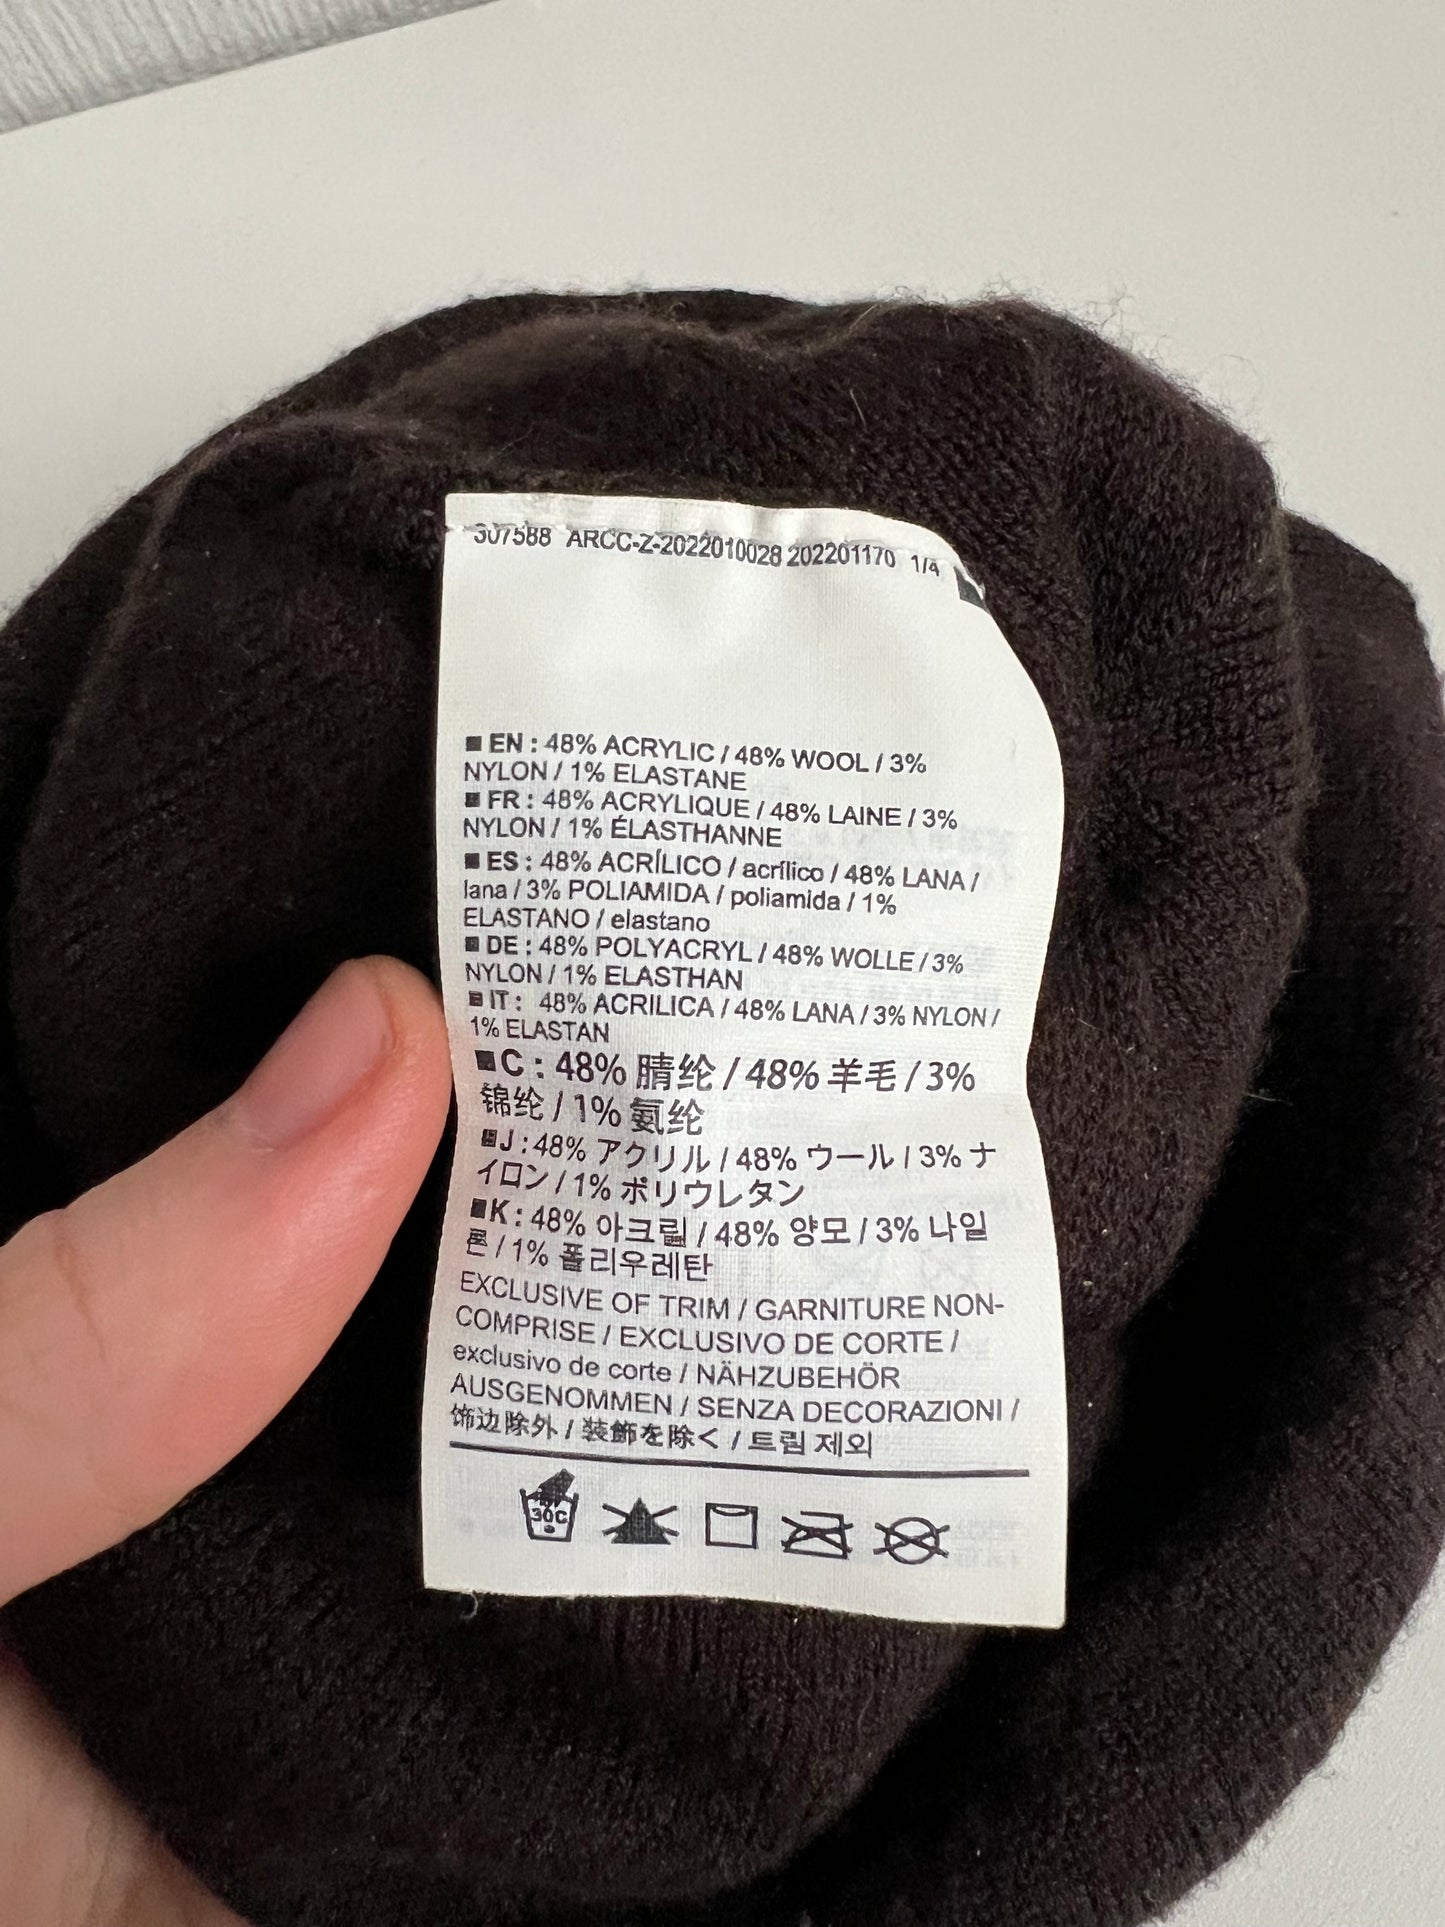 307588 ARCC-Z-2022010028 202201170 1/4
■ EN : 48% ACRYLIC / 48% WOOL / 3%
NYLON / 1% ELASTANE
■ FR : 48% ACRYLIQUE / 48% LAINE / 3%
NYLON / 1% ÉLASTHANNE
■ ES : 48% ACRÍLICO / acrílico / 48% LANA /
lana / 3% POLIAMIDA / poliamida / 1%
ELASTANO / elastano
■ DE : 48% POLYACRYL / 48% WOLLE / 3%
NYLON / 1% ELASTHAN
■ IT : 48% ACRILICA / 48% LANA / 3% NYLON /
1% ELASTAN
■ C : 48% 腈纶 / 48% 羊毛 / 3%
锦纶 / 1% 氨纶
■ J : 48% アクリル / 48% ウール / 3% ナ
イロン / 1% ポリウレタン
■ K : 48% 아크릴 / 48% 양모 / 3% 나일
론 / 1% 폴리우레탄
EXCLUSIVE OF TRIM / GARNITURE NON-
COMPRISE / EXCLUSIVO DE CORTE /
exclusivo de corte / NÄHZUBEHÖR
AUSGENOMMEN / SENZA DECORAZIONI /
饰边除外 / 装飾を除く / 트림 제외
30C